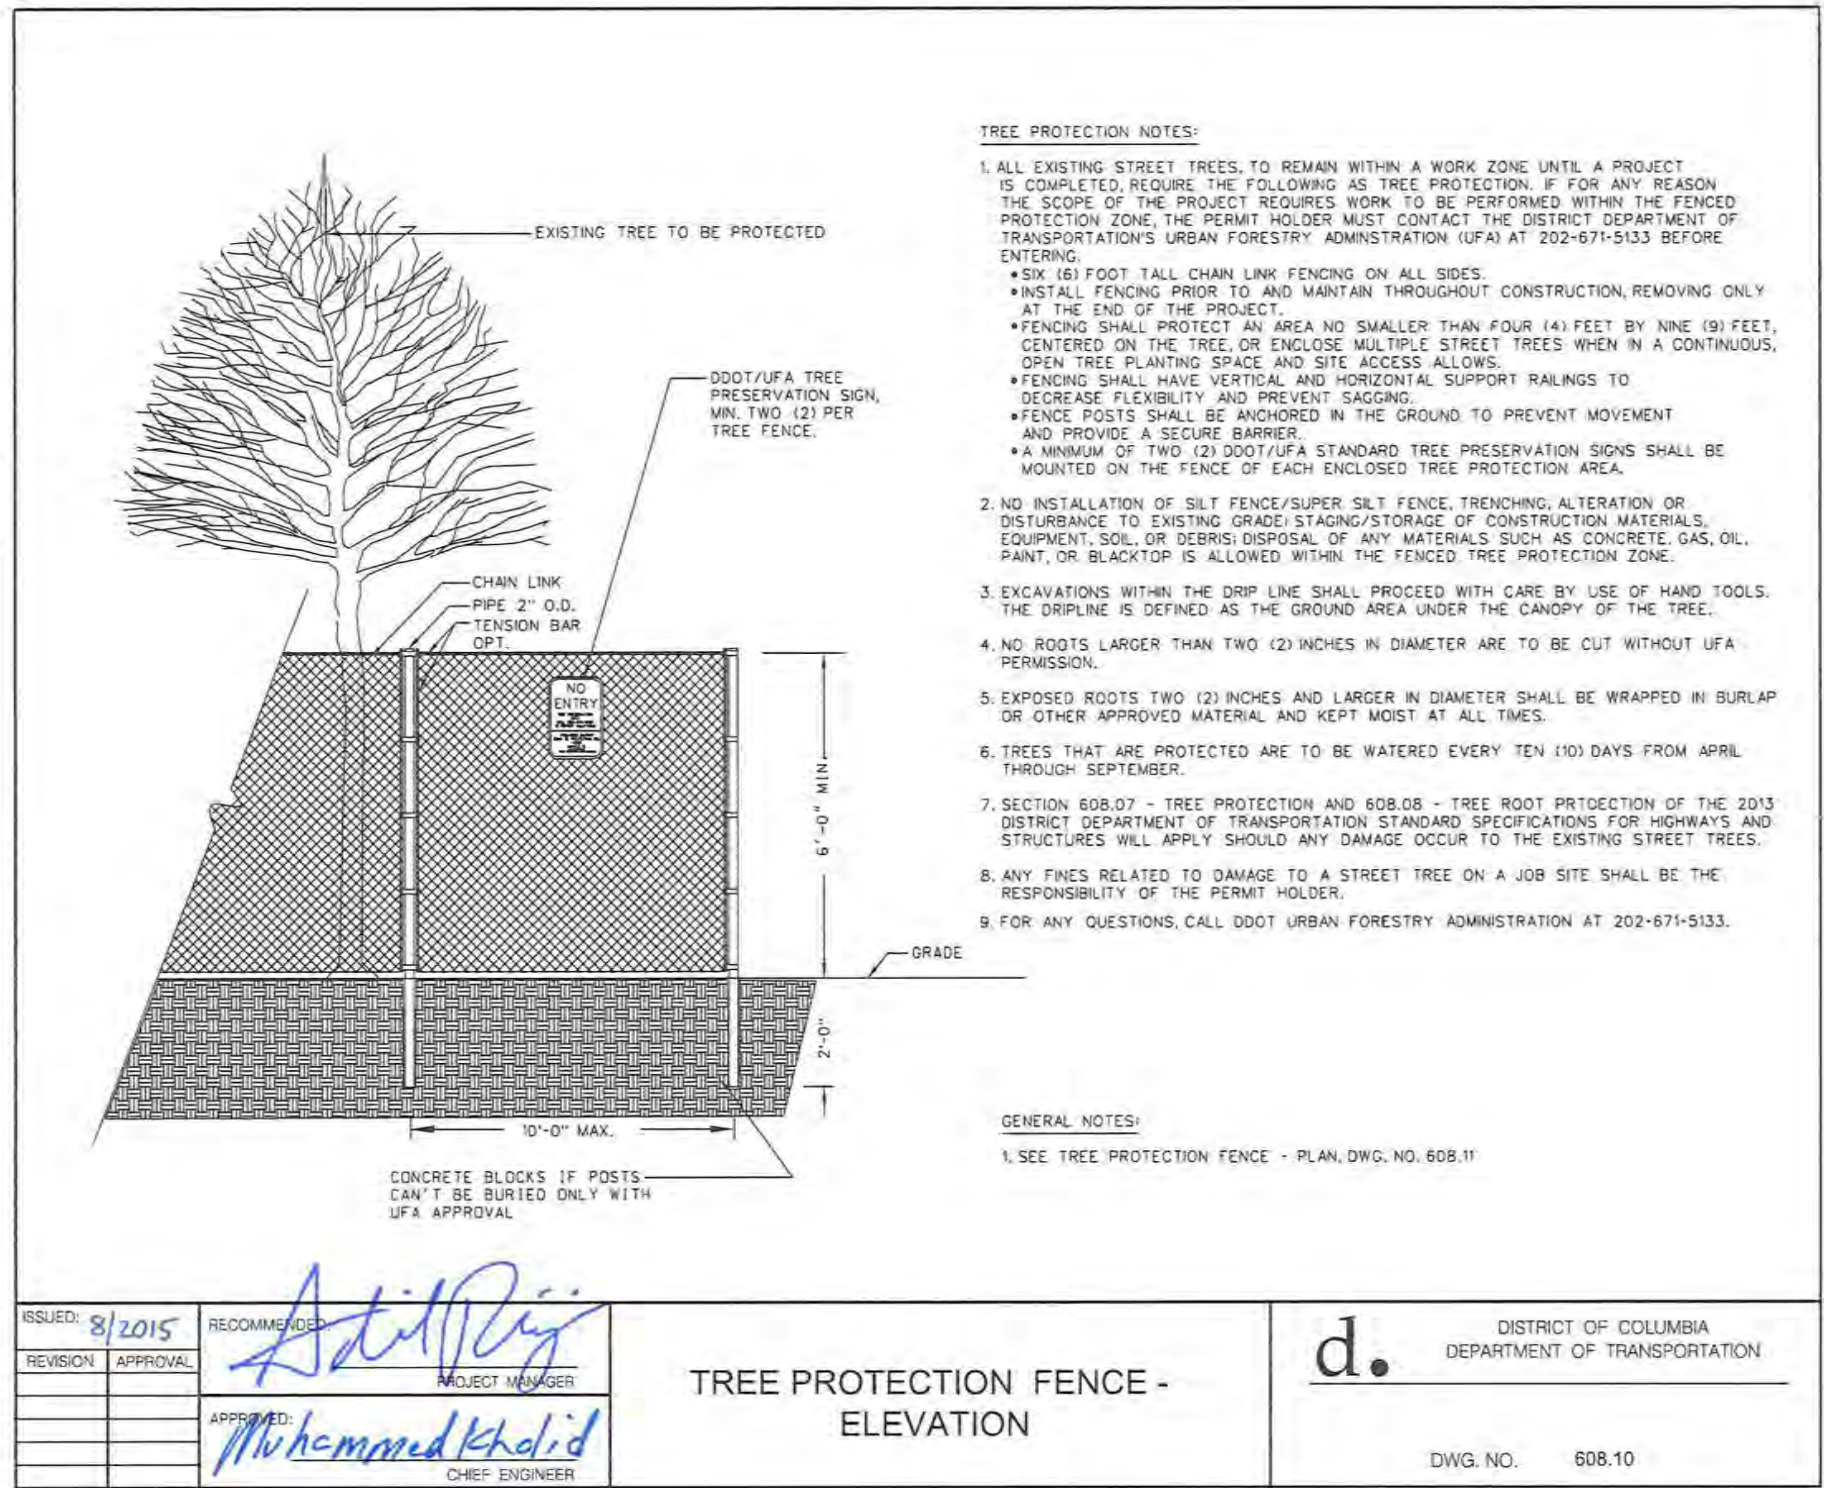 EXISTING TREE TO BE PROTECTED
DDOT/UFA TREE
PRESERVATION SIGN,
MIN. TWO (2) PER
TREE FENCE.
CHAIN LINK
PIPE 2" O.D.
TENSION BAR
OPT.
NO
ENTRY
6'-0" MIN.
GRADE
2'-0"
10'-0" MAX.
CONCRETE BLOCKS IF POSTS
CAN'T BE BURIED ONLY WITH
UFA APPROVAL
TREE PROTECTION NOTES:
1. ALL EXISTING STREET TREES, TO REMAIN WITHIN A WORK ZONE UNTIL A PROJECT
IS COMPLETED, REQUIRE THE FOLLOWING AS TREE PROTECTION. IF FOR ANY REASON
THE SCOPE OF THE PROJECT REQUIRES WORK TO BE PERFORMED WITHIN THE FENCED
PROTECTION ZONE, THE PERMIT HOLDER MUST CONTACT THE DISTRICT DEPARTMENT OF
TRANSPORTATION'S URBAN FORESTRY ADMINSTRATION (UFA) AT 202-671-5133 BEFORE
ENTERING.
•SIX (6) FOOT TALL CHAIN LINK FENCING ON ALL SIDES.
•INSTALL FENCING PRIOR TO AND MAINTAIN THROUGHOUT CONSTRUCTION, REMOVING ONLY
AT THE END OF THE PROJECT.
•FENCING SHALL PROTECT AN AREA NO SMALLER THAN FOUR (4) FEET BY NINE (9) FEET,
CENTERED ON THE TREE, OR ENCLOSE MULTIPLE STREET TREES WHEN IN A CONTINUOUS,
OPEN TREE PLANTING SPACE AND SITE ACCESS ALLOWS.
•FENCING SHALL HAVE VERTICAL AND HORIZONTAL SUPPORT RAILINGS TO
DECREASE FLEXIBILITY AND PREVENT SAGGING.
•FENCE POSTS SHALL BE ANCHORED IN THE GROUND TO PREVENT MOVEMENT
AND PROVIDE A SECURE BARRIER.
•A MINIMUM OF TWO (2) DDOT/UFA STANDARD TREE PRESERVATION SIGNS SHALL BE
MOUNTED ON THE FENCE OF EACH ENCLOSED TREE PROTECTION AREA.
2. NO INSTALLATION OF SILT FENCE/SUPER SILT FENCE, TRENCHING, ALTERATION OR
DISTURBANCE TO EXISTING GRADE; STAGING/STORAGE OF CONSTRUCTION MATERIALS,
EQUIPMENT, SOIL, OR DEBRIS; DISPOSAL OF ANY MATERIALS SUCH AS CONCRETE, GAS, OIL,
PAINT, OR BLACKTOP IS ALLOWED WITHIN THE FENCED TREE PROTECTION ZONE.
3. EXCAVATIONS WITHIN THE DRIP LINE SHALL PROCEED WITH CARE BY USE OF HAND TOOLS.
THE DRIPLINE IS DEFINED AS THE GROUND AREA UNDER THE CANOPY OF THE TREE.
4. NO ROOTS LARGER THAN TWO (2) INCHES IN DIAMETER ARE TO BE CUT WITHOUT UFA
PERMISSION.
5. EXPOSED ROOTS TWO (2) INCHES AND LARGER IN DIAMETER SHALL BE WRAPPED IN BURLAP
OR OTHER APPROVED MATERIAL AND KEPT MOIST AT ALL TIMES.
6. TREES THAT ARE PROTECTED ARE TO BE WATERED EVERY TEN (10) DAYS FROM APRIL
THROUGH SEPTEMBER.
7. SECTION 608.07 - TREE PROTECTION AND 608.08 - TREE ROOT PRTOECTION OF THE 2013
DISTRICT DEPARTMENT OF TRANSPORTATION STANDARD SPECIFICATIONS FOR HIGHWAYS AND
STRUCTURES WILL APPLY SHOULD ANY DAMAGE OCCUR TO THE EXISTING STREET TREES.
8. ANY FINES RELATED TO DAMAGE TO A STREET TREE ON A JOB SITE SHALL BE THE
RESPONSIBILITY OF THE PERMIT HOLDER.
9. FOR ANY QUESTIONS, CALL DDOT URBAN FORESTRY ADMINISTRATION AT 202-671-5133.
GENERAL NOTES:
1. SEE TREE PROTECTION FENCE - PLAN, DWG. NO. 608.11
ISSUED: 8/2015
REVISION APPROVAL
RECOMMENDED:
PROJECT MANAGER
APPROVED:
Muhammed Khalid
CHIEF ENGINEER
TREE PROTECTION FENCE -
ELEVATION
d.
DISTRICT OF COLUMBIA
DEPARTMENT OF TRANSPORTATION
DWG. NO. 608.10